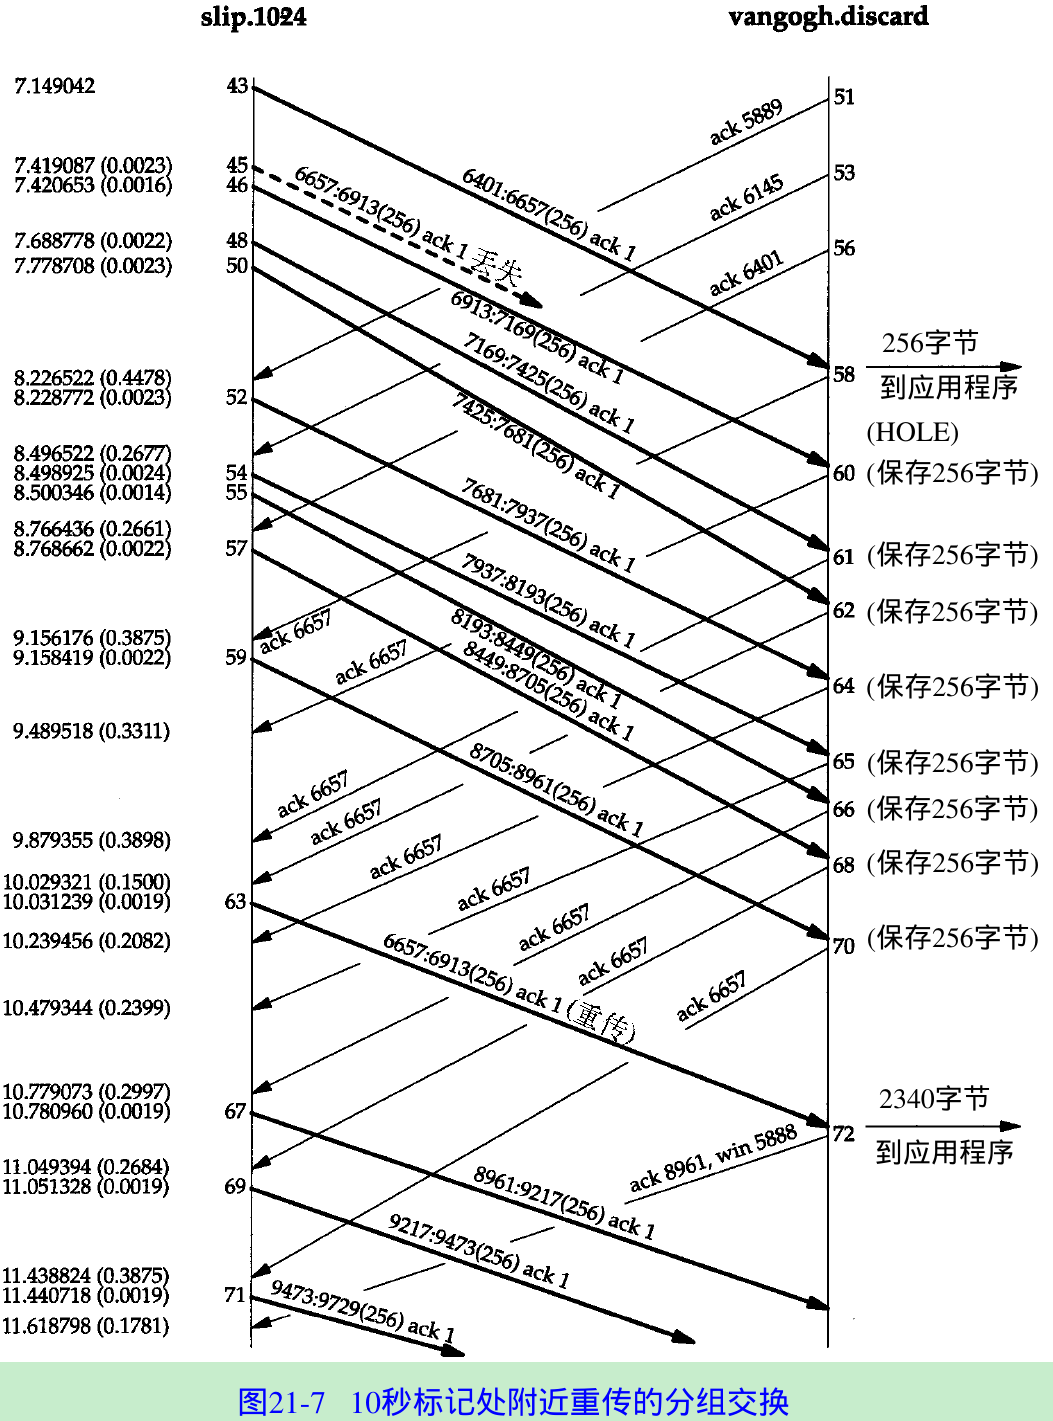 slip.1024
vangogh.discard
7.149042
43
51
ack 5889
7.419087 (0.0023)
45
7.420653 (0.0016)
46
53
6657:6913(256) ack 1 丢失
6401:6657(256) ack 1
ack 6145
7.688778 (0.0022)
48
7.778708 (0.0023)
50
56
ack 6401
6913:7169(256) ack 1
7169:7425(256) ack 1
256字节
到应用程序
58
8.226522 (0.4478)
8.228772 (0.0023)
52
7425:7681(256) ack 1
(HOLE)
8.496522 (0.2677)
8.498925 (0.0024)
54
8.500346 (0.0014)
55
60
(保存256字节)
7681:7937(256) ack 1
8.766436 (0.2661)
8.768662 (0.0022)
57
61
(保存256字节)
7937:8193(256) ack 1
8193:8449(256) ack 1
62
(保存256字节)
9.156176 (0.3875)
9.158419 (0.0022)
59
ack 6657
ack 6657
8449:8705(256) ack 1
64
(保存256字节)
9.489518 (0.3311)
8705:8961(256) ack 1
65
(保存256字节)
ack 6657
ack 6657
66
(保存256字节)
9.879355 (0.3898)
ack 6657
68
(保存256字节)
10.029321 (0.1500)
10.031239 (0.0019)
63
ack 6657
ack 6657
10.239456 (0.2082)
70
(保存256字节)
6657:6913(256) ack 1 (重传)
ack 6657
ack 6657
10.479344 (0.2399)
10.779073 (0.2997)
10.780960 (0.0019)
67
2340字节
到应用程序
72
ack 8961, win 5888
11.049394 (0.2684)
11.051328 (0.0019)
69
8961:9217(256) ack 1
9217:9473(256) ack 1
11.438824 (0.3875)
11.440718 (0.0019)
71
9473:9729(256) ack 1
11.618798 (0.1781)
图21-7 10秒标记处附近重传的分组交换